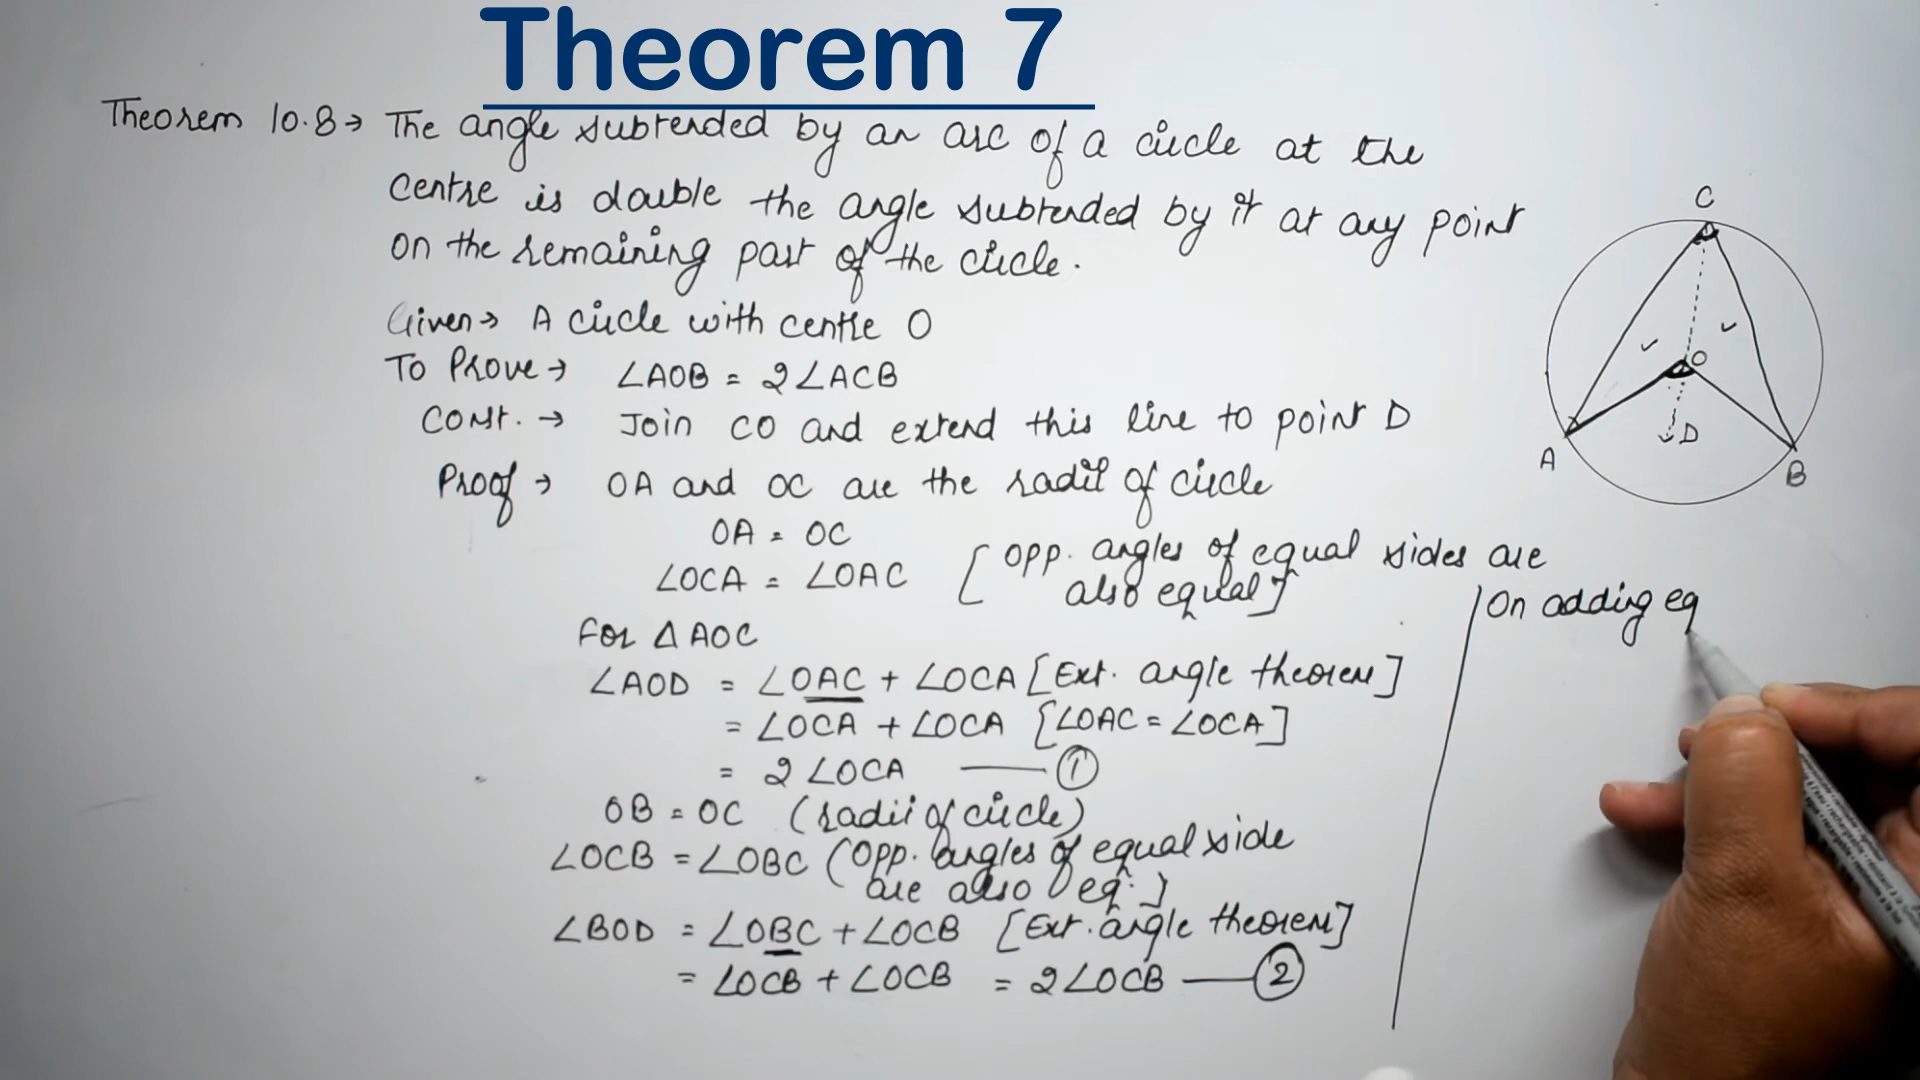 Theorem 7
Theorem 10.8→ The angle subtended by an arc of a circle at the
centre is double the angle subtended by it at any point
on the remaining part of the circle.
Given→ A circle with centre O
To Prove→ ∠AOB = 2∠ACB
Const. → Join CO and extend this line to point D
Proof → OA and OC are the radii of circle
OA = OC
∠OCA = ∠OAC [Opp. angles of equal sides are
also equal]
For ΔAOC
∠AOD = ∠OAC + ∠OCA [Ext. angle theorem]
= ∠OCA + ∠OCA [∠OAC = ∠OCA]
= 2∠OCA —— ①
OB = OC (radii of circle)
∠OCB = ∠OBC (Opp. angles of equal side
are also eq.)
∠BOD = ∠OBC + ∠OCB [Ext. angle theorem]
= ∠OCB + ∠OCB = 2∠OCB —— ②
On adding eq
C
O
D
A
B